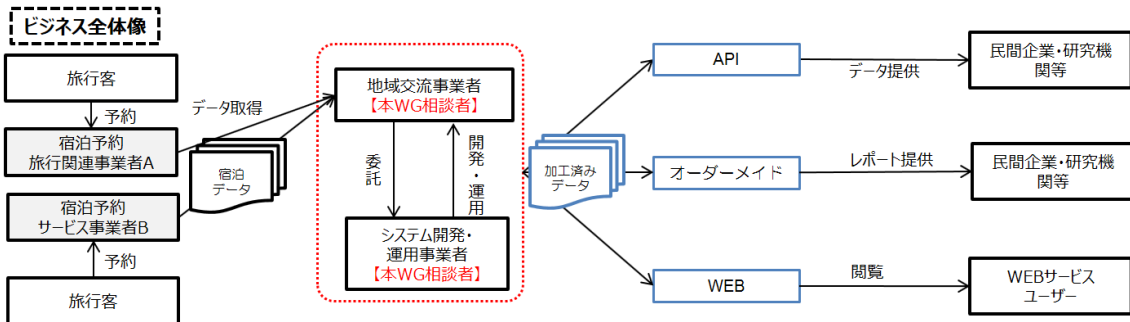 ビジネス全体像
旅行客
予約
宿泊予約
旅行関連事業者A
宿泊予約
サービス事業者B
予約
旅行客
データ取得
宿泊
データ
地域交流事業者
【本WG相談者】
委託
開発・運用
システム開発・
運用事業者
【本WG相談者】
加工済み
データ
API
データ提供
民間企業・研究機
関等
オーダーメイド
レポート提供
民間企業・研究機
関等
WEB
閲覧
WEBサービス
ユーザー